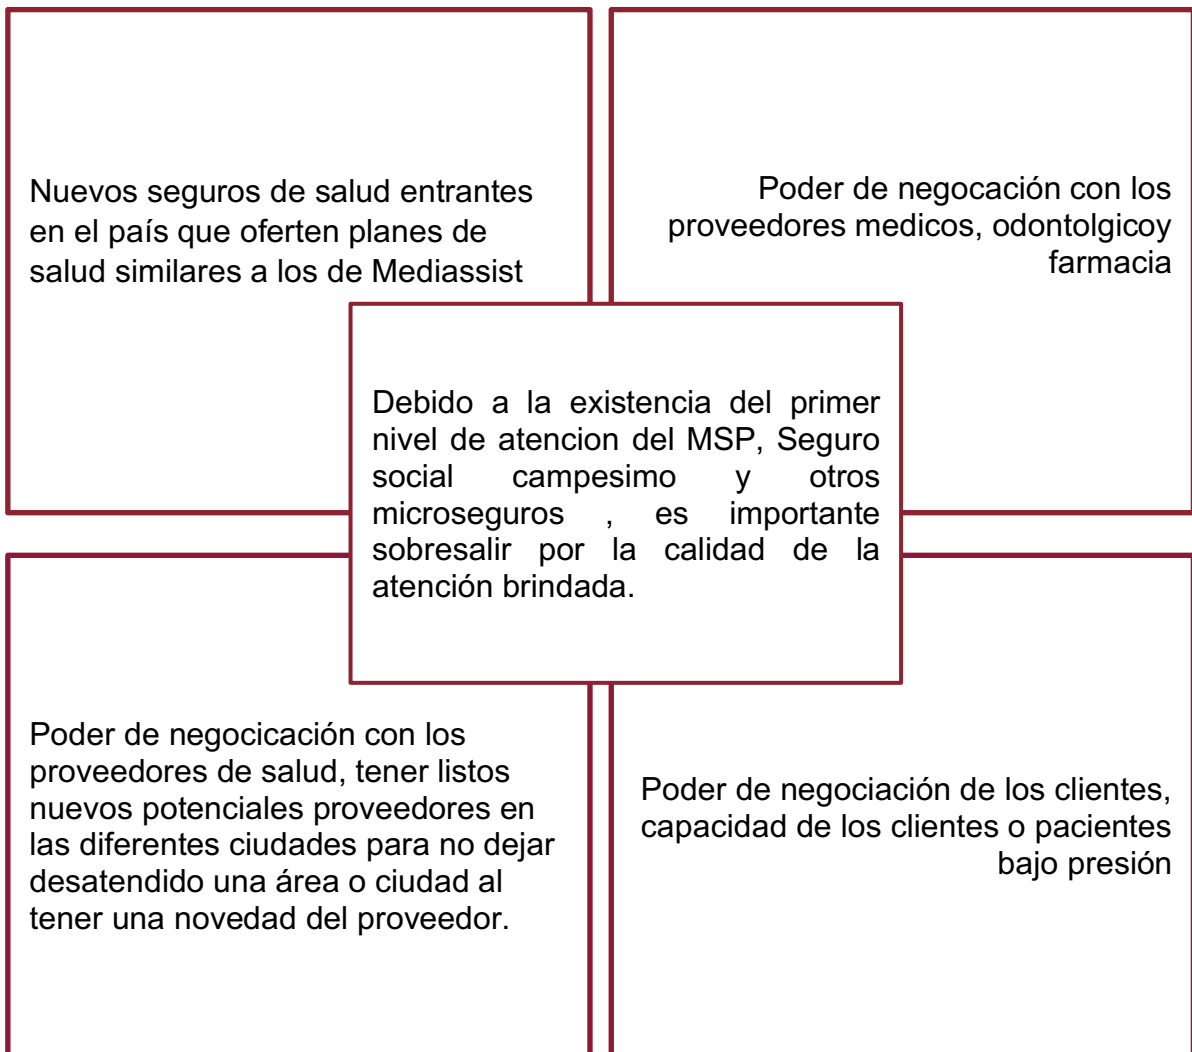 Nuevos seguros de salud entrantes
en el país que oferten planes de
salud similares a los de Mediassist
Poder de negocación con los
proveedores medicos, odontolgicoy
farmacia
Debido a la existencia del primer
nivel de atencion del MSP, Seguro
social campesimo y otros
microseguros , es importante
sobresalir por la calidad de la
atención brindada.
Poder de negocicación con los
proveedores de salud, tener listos
nuevos potenciales proveedores en
las diferentes ciudades para no dejar
desatendido una área o ciudad al
tener una novedad del proveedor.
Poder de negociación de los clientes,
capacidad de los clientes o pacientes
bajo presión